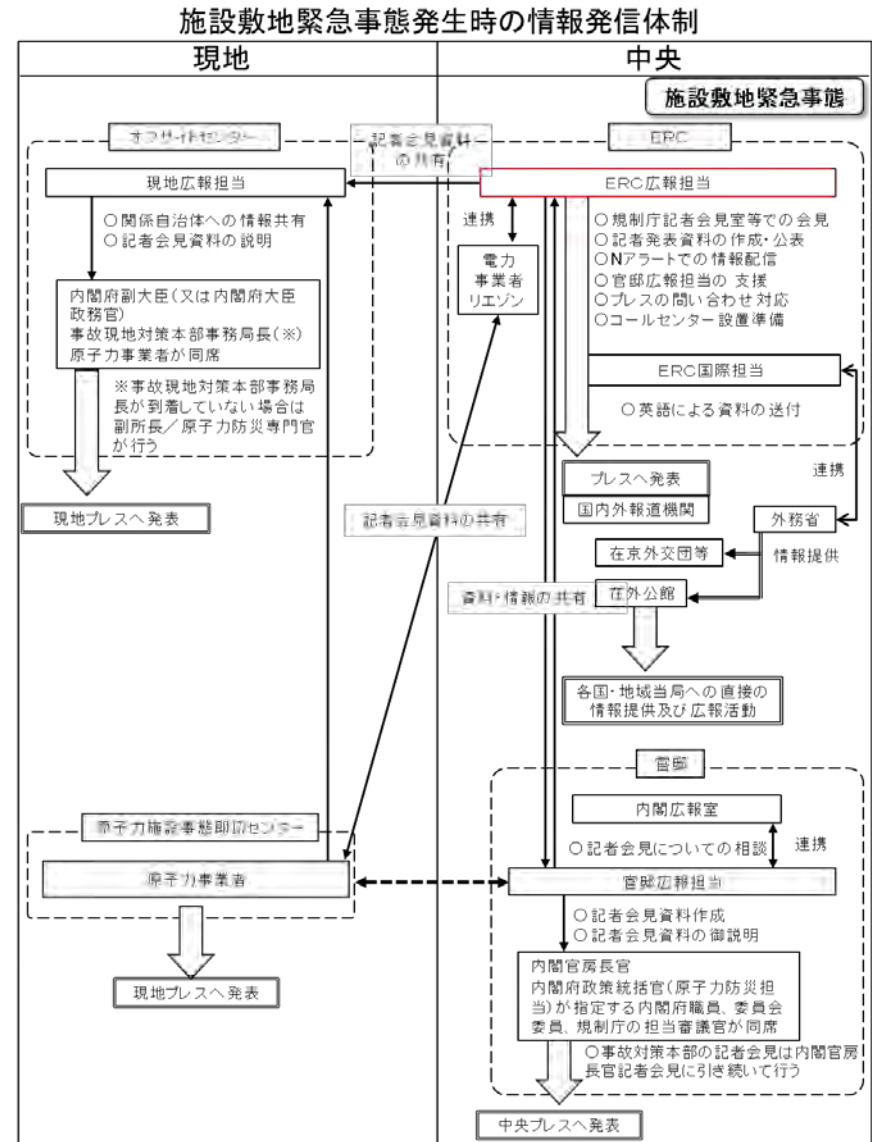 施設敷地緊急事態発生時の情報発信体制
現地
中央
施設敷地緊急事態
オフサイトセンター
記者会見資料
の共有
ERC
現地広報担当
ERC広報担当
○関係自治体への情報共有
○記者会見資料の説明
連携
電力
事業者
リエゾン
○規制庁記者会見室等での会見
○記者発表資料の作成・公表
○Nアラートでの情報配信
○官邸広報担当の支援
○プレスの問い合わせ対応
○コールセンター設置準備
内閣府副大臣(又は内閣府大臣
政務官)
事故現地対策本部事務局長(※)
原子力事業者が同席
※事故現地対策本部事務局
長が到着していない場合は
副所長/原子力防災専門官
が行う
ERC国際担当
○英語による資料の送付
連携
現地プレスへ発表
プレスへ発表
国内外報道機関
外務省
記者会見資料の共有
在京外交団等
情報提供
資料・情報の共有
在外公館
各国・地域当局への直接の
情報提供及び広報活動
官邸
内閣広報室
○記者会見についての相談
連携
原子力施設事態即応センター
原子力事業者
官邸広報担当
○記者会見資料作成
○記者会見資料の御説明
現地プレスへ発表
内閣官房長官
内閣府政策統括官(原子力防災担
当)が指定する内閣府職員、委員会
委員、規制庁の担当審議官が同席
○事故対策本部の記者会見は内閣官房
長官記者会見に引き続いて行う
中央プレスへ発表